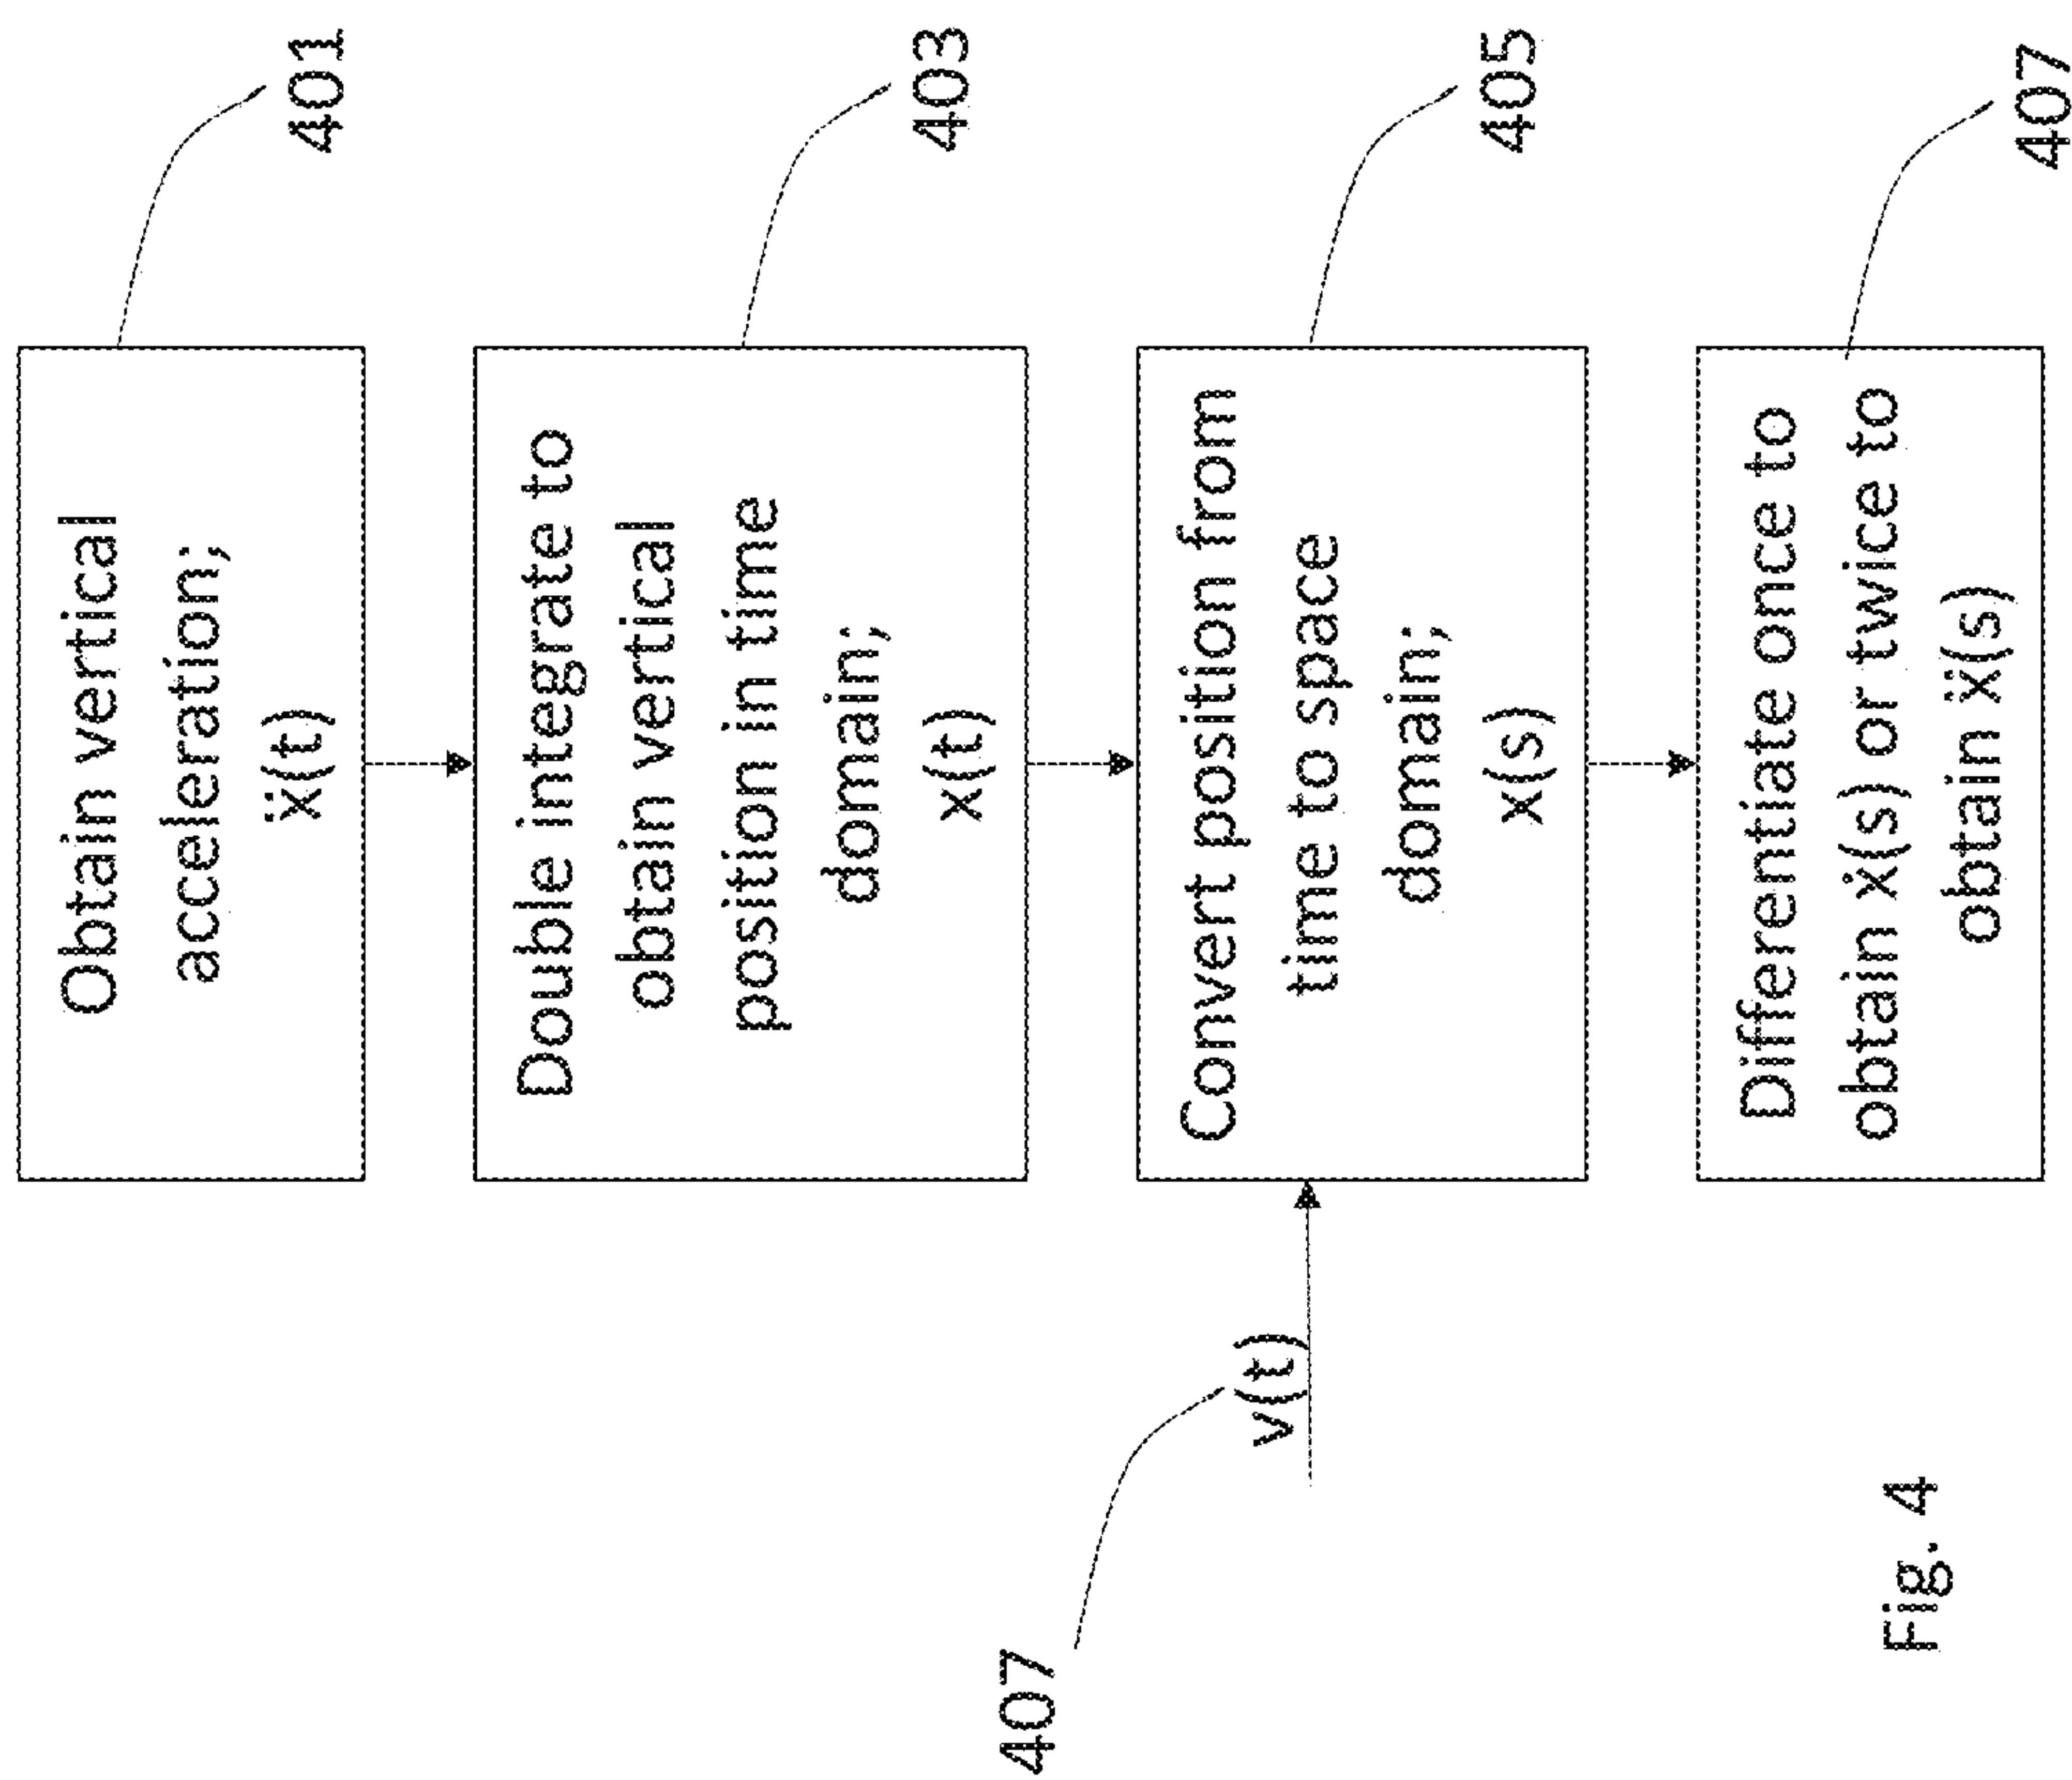 Obtain vertical
acceleration;
ẍ(t)
401
Double integrate to
obtain vertical
position in time
domain;
x(t)
403
407
v(t)
Convert position from
time to space
domain;
x(s)
405
Differentiate once to
obtain ẋ(s) or twice to
obtain ẍ(s)
407
Fig. 4